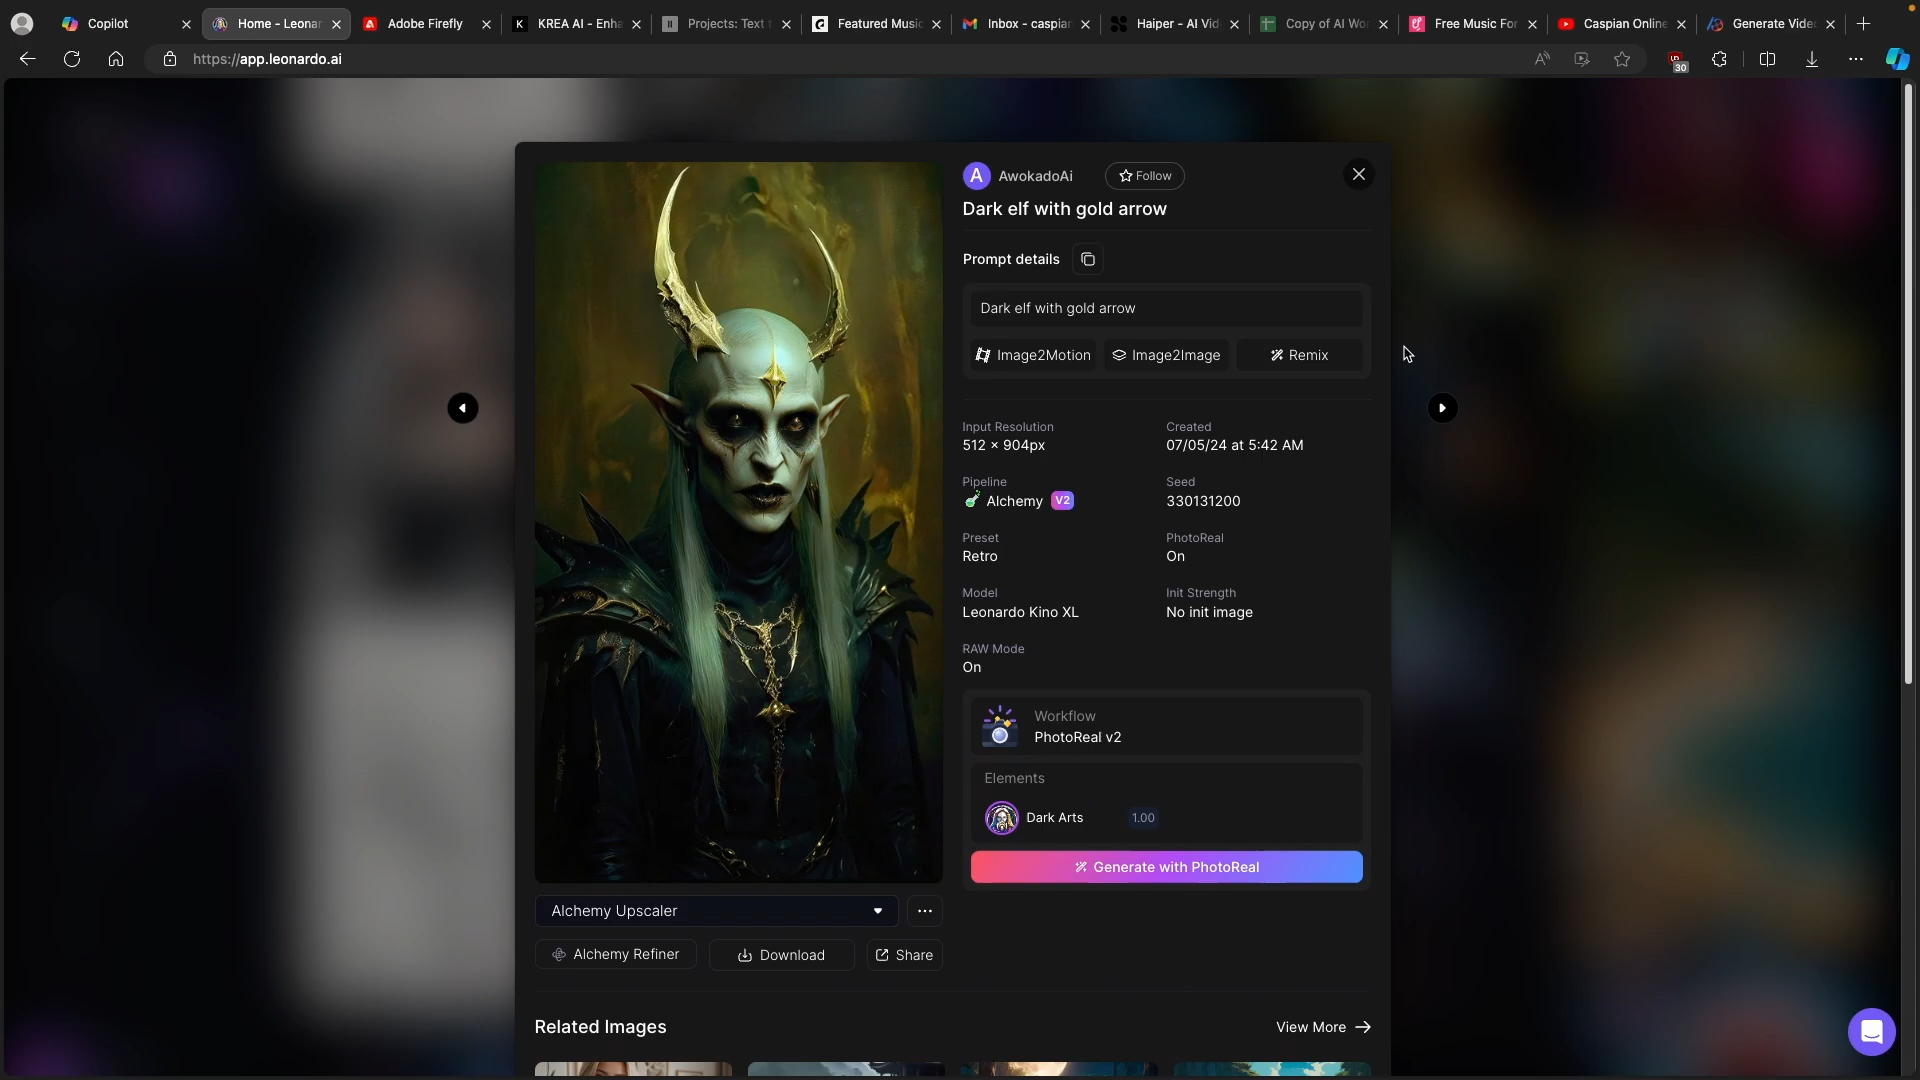 Copilot
Home - Leonar
Adobe Firefly
KREA AI - Enha
Projects: Text t
Featured Music
Inbox - caspian
Haiper - AI Vid
Copy of AI Wor
Free Music For
Caspian Online
Generate Video
https://app.leonardo.ai
30
A AwokadoAi
Follow
Dark elf with gold arrow
Prompt details
Dark elf with gold arrow
Image2Motion
Image2Image
Remix
Input Resolution
512 × 904px
Created
07/05/24 at 5:42 AM
Pipeline
Alchemy V2
Seed
330131200
Preset
Retro
PhotoReal
On
Model
Leonardo Kino XL
Init Strength
No init image
RAW Mode
On
Workflow
PhotoReal v2
Elements
Dark Arts 1.00
Generate with PhotoReal
Alchemy Upscaler
Alchemy Refiner
Download
Share
Related Images
View More